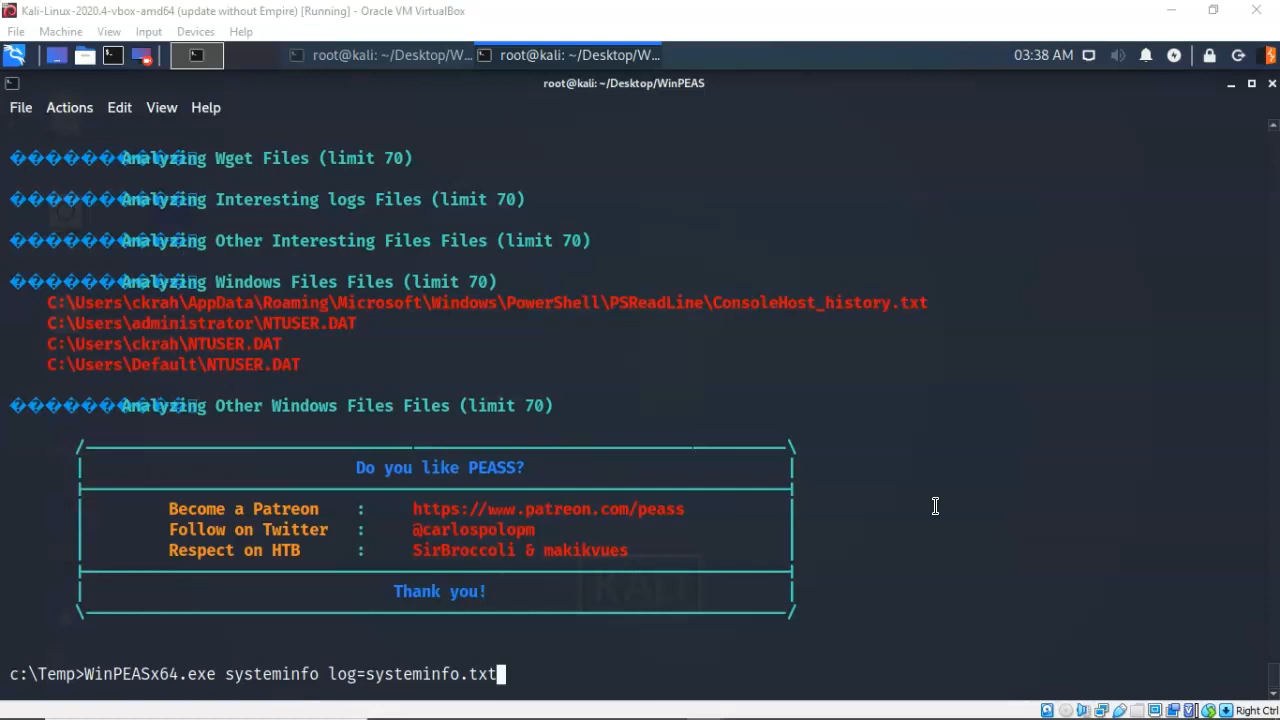 Kali-Linux-2020.4-vbox-amd64 (update without Empire) [Running] - Oracle VM VirtualBox
File Machine View Input Devices Help
root@kali: ~/Desktop/W... root@kali: ~/Desktop/W... 03:38 AM
root@kali: ~/Desktop/WinPEAS
File Actions Edit View Help
Analyzing Wget Files (limit 70)
Analyzing Interesting logs Files (limit 70)
Analyzing Other Interesting Files Files (limit 70)
Analyzing Windows Files Files (limit 70)
C:\Users\ckrah\AppData\Roaming\Microsoft\Windows\PowerShell\PSReadLine\ConsoleHost_history.txt
C:\Users\administrator\NTUSER.DAT
C:\Users\ckrah\NTUSER.DAT
C:\Users\Default\NTUSER.DAT
Analyzing Other Windows Files Files (limit 70)
Do you like PEASS?
Become a Patreon : https://www.patreon.com/peass
Follow on Twitter : @carlospolopm
Respect on HTB : SirBroccoli & makikvues
KALI
Thank you!
c:\Temp>WinPEASx64.exe systeminfo log=systeminfo.txt
Right Ctrl